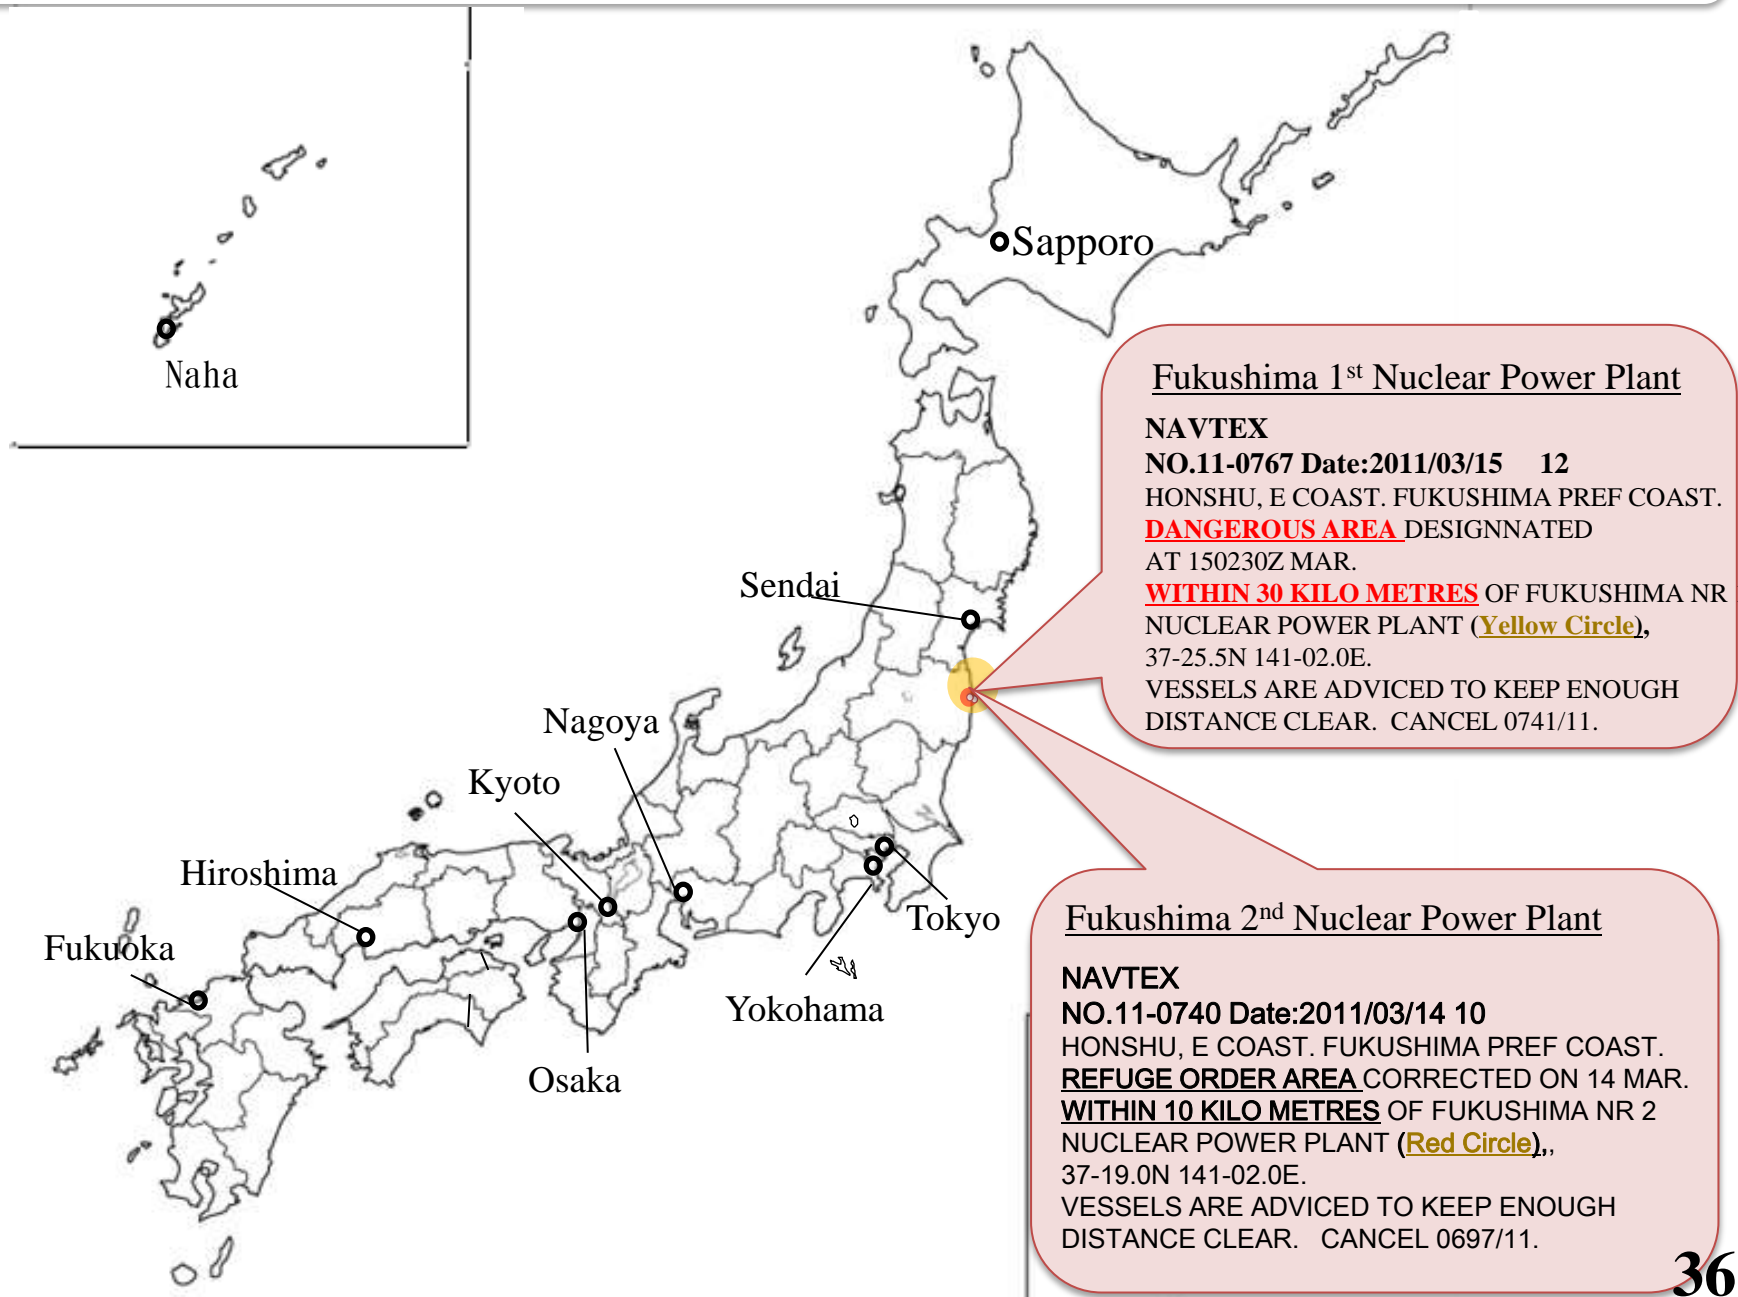 Sapporo
Naha
Fukushima 1st Nuclear Power Plant
NAVTEX
NO.11-0767 Date:2011/03/15 12
HONSHU, E COAST. FUKUSHIMA PREF COAST.
DANGEROUS AREA DESIGNNATED
AT 150230Z MAR.
WITHIN 30 KILO METRES OF FUKUSHIMA NR
NUCLEAR POWER PLANT (Yellow Circle),
37-25.5N 141-02.0E.
VESSELS ARE ADVICED TO KEEP ENOUGH
DISTANCE CLEAR. CANCEL 0741/11.
Sendai
Nagoya
Kyoto
Hiroshima
Fukuoka
Tokyo
Yokohama
Osaka
Fukushima 2nd Nuclear Power Plant
NAVTEX
NO.11-0740 Date:2011/03/14 10
HONSHU, E COAST. FUKUSHIMA PREF COAST.
REFUGE ORDER AREA CORRECTED ON 14 MAR.
WITHIN 10 KILO METRES OF FUKUSHIMA NR 2
NUCLEAR POWER PLANT (Red Circle),,
37-19.0N 141-02.0E.
VESSELS ARE ADVICED TO KEEP ENOUGH
DISTANCE CLEAR. CANCEL 0697/11.
36